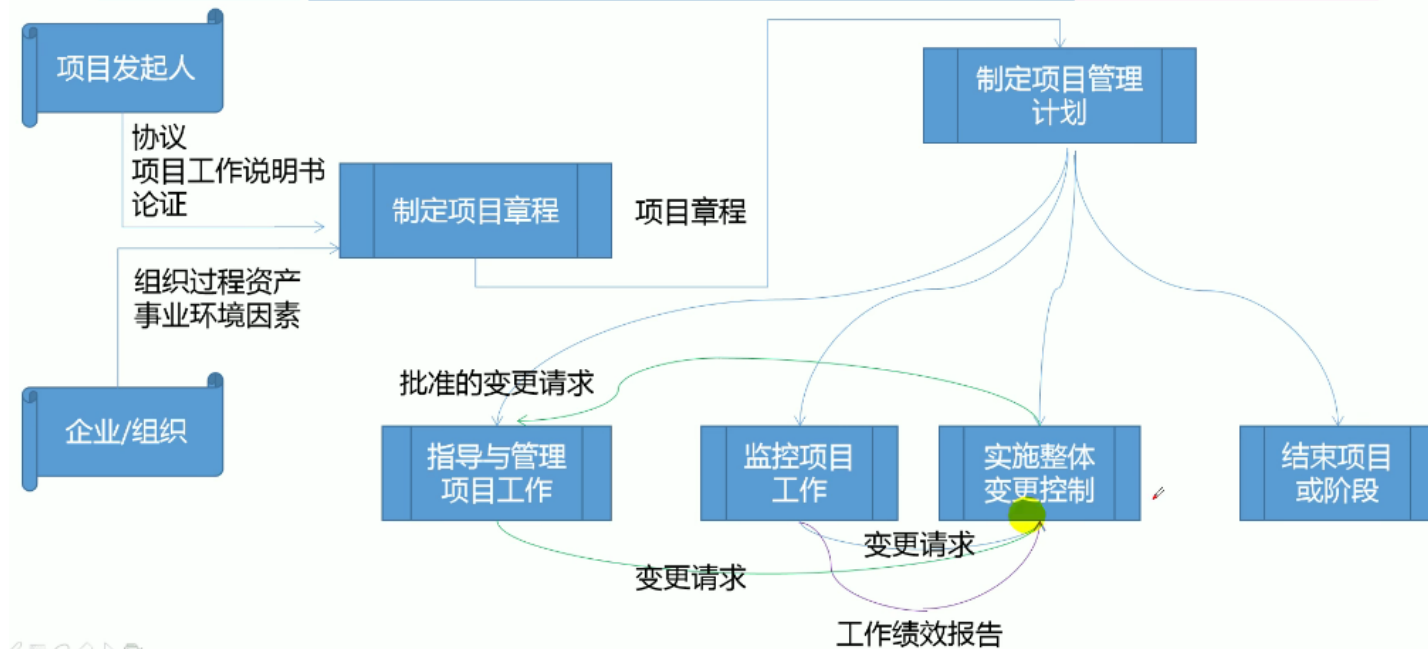 项目发起人
协议
项目工作说明书
论证
制定项目章程
项目章程
制定项目管理
计划
组织过程资产
事业环境因素
企业/组织
批准的变更请求
指导与管理
项目工作
监控项目
工作
实施整体
变更控制
结束项目
或阶段
变更请求
变更请求
工作绩效报告